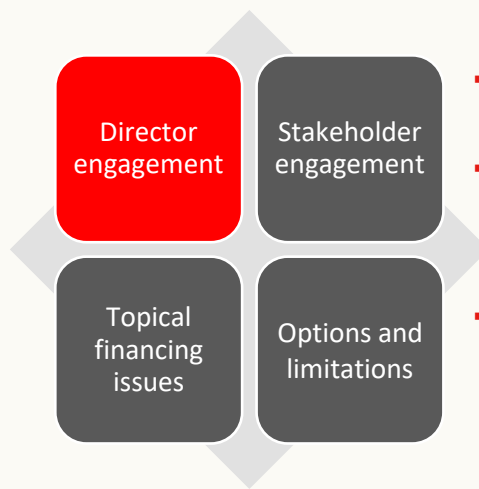 Director
engagement
Stakeholder
engagement
Topical
financing
issues
Options and
limitations